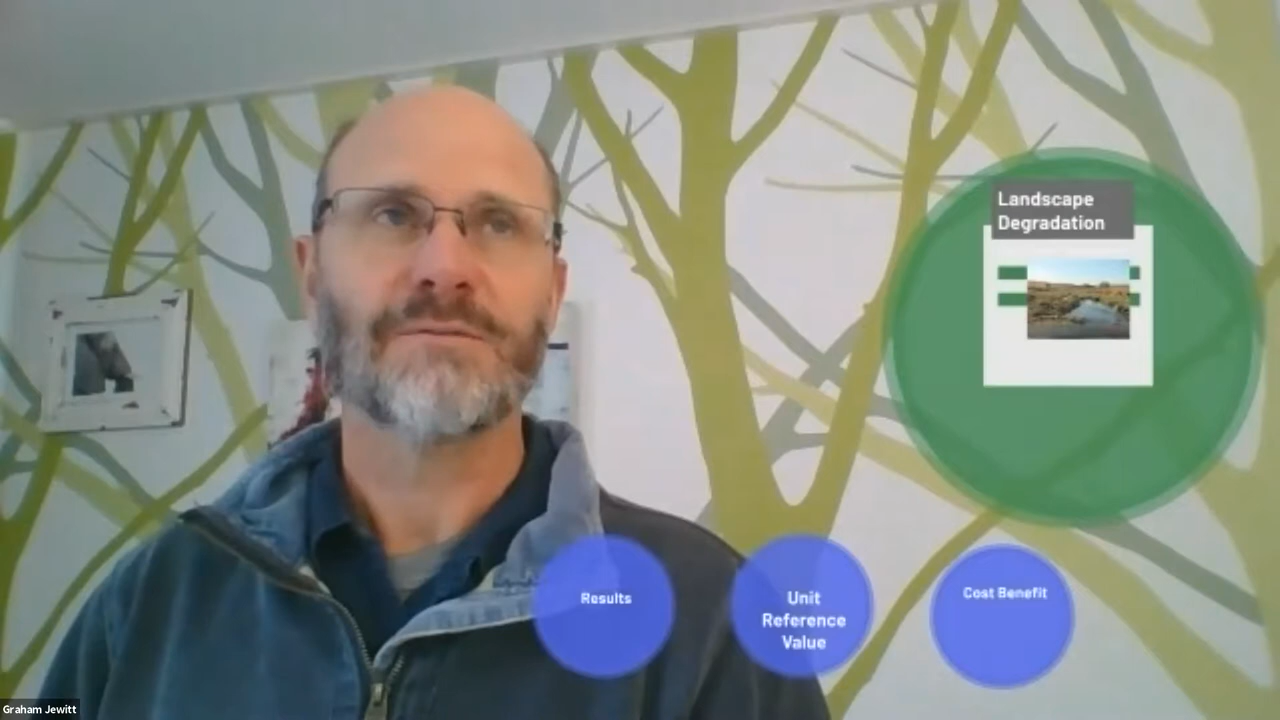 Landscape
Degradation
Results
Unit
Reference
Value
Cost Benefit
Graham Jewitt